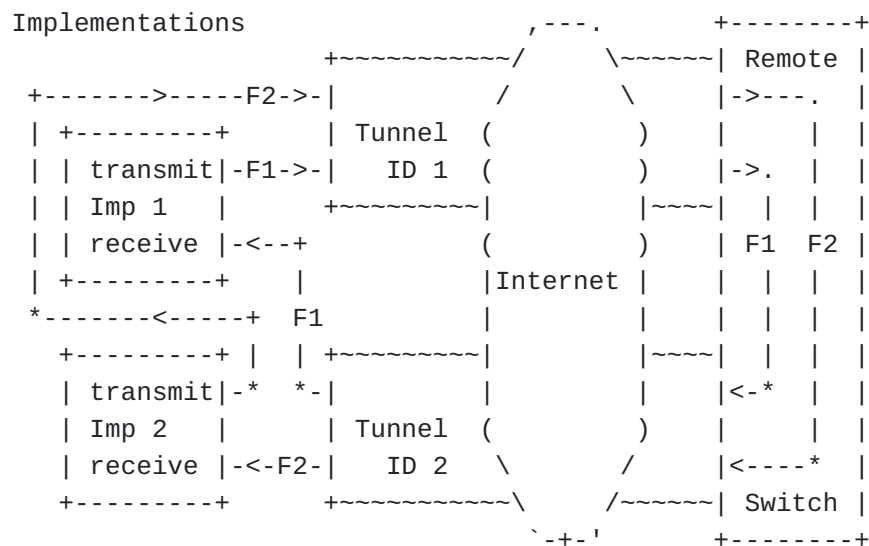 Implementations                ,---.       +--------+
                  +~~~~~~~~~~~/     \~~~~~~| Remote |
 +------->-----F2->-|         /       \     |->---.  |
 | +---------+      | Tunnel  (        )    |     |  |
 | | transmit|-F1->-|   ID 1  (        )    |->.  |  |
 | | Imp 1   |      +~~~~~~~~~|        |~~~~|  |  |  |
 | | receive |-<--+          (        )    | F1  F2 |
 | +---------+    |          |Internet |    |  |  |  |
 *-------<-----+  F1         |        |    |  |  |  |
   +---------+ |  | +~~~~~~~~~|        |~~~~|  |  |  |
   | transmit|-*  *-|         |        |    |<-*  |  |
   | Imp 2   |      | Tunnel  (        )    |     |  |
   | receive |-<-F2-|   ID 2   \      /     |<----*  |
   +---------+      +~~~~~~~~~~~\    /~~~~~~| Switch |
                                `-+-'       +--------+